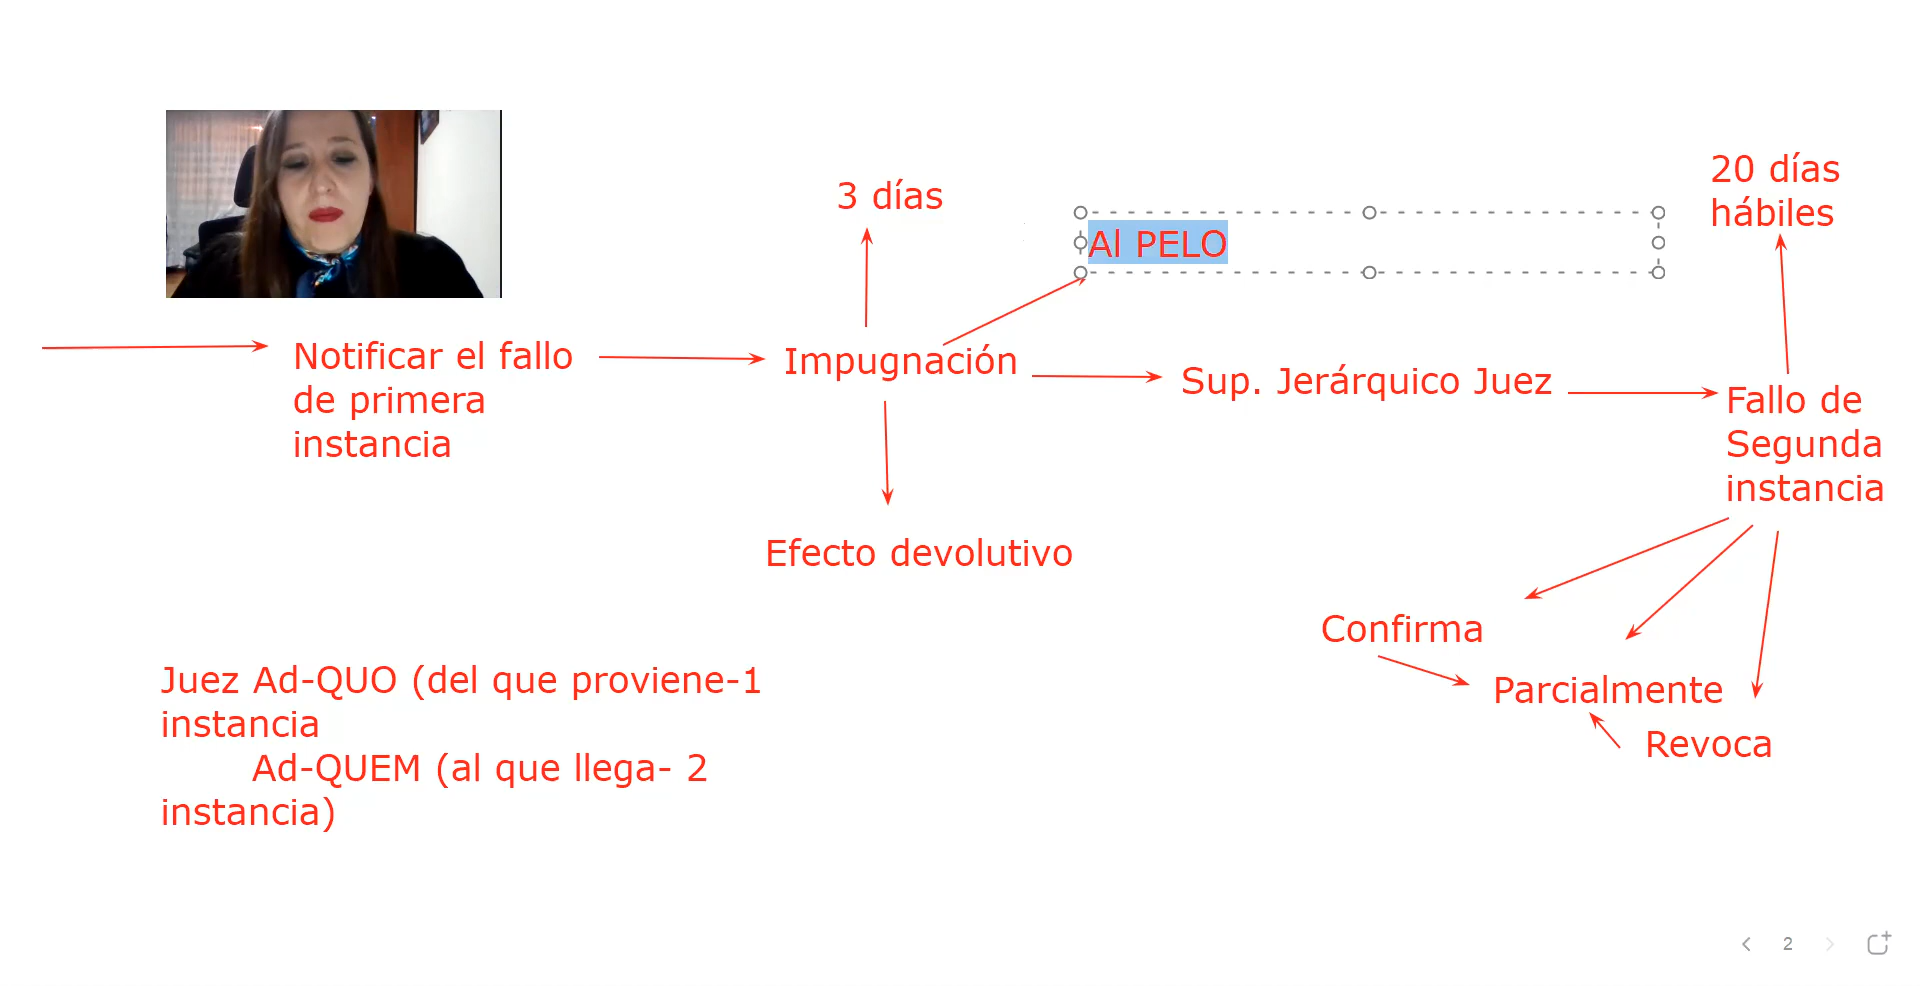 3 días
Al PELO
20 días
hábiles
Notificar el fallo
de primera
instancia
Impugnación
Sup. Jerárquico Juez
Fallo de
Segunda
instancia
Efecto devolutivo
Confirma
Parcialmente
Revoca
Juez Ad-QUO (del que proviene-1
instancia
Ad-QUEM (al que llega- 2
instancia)
2